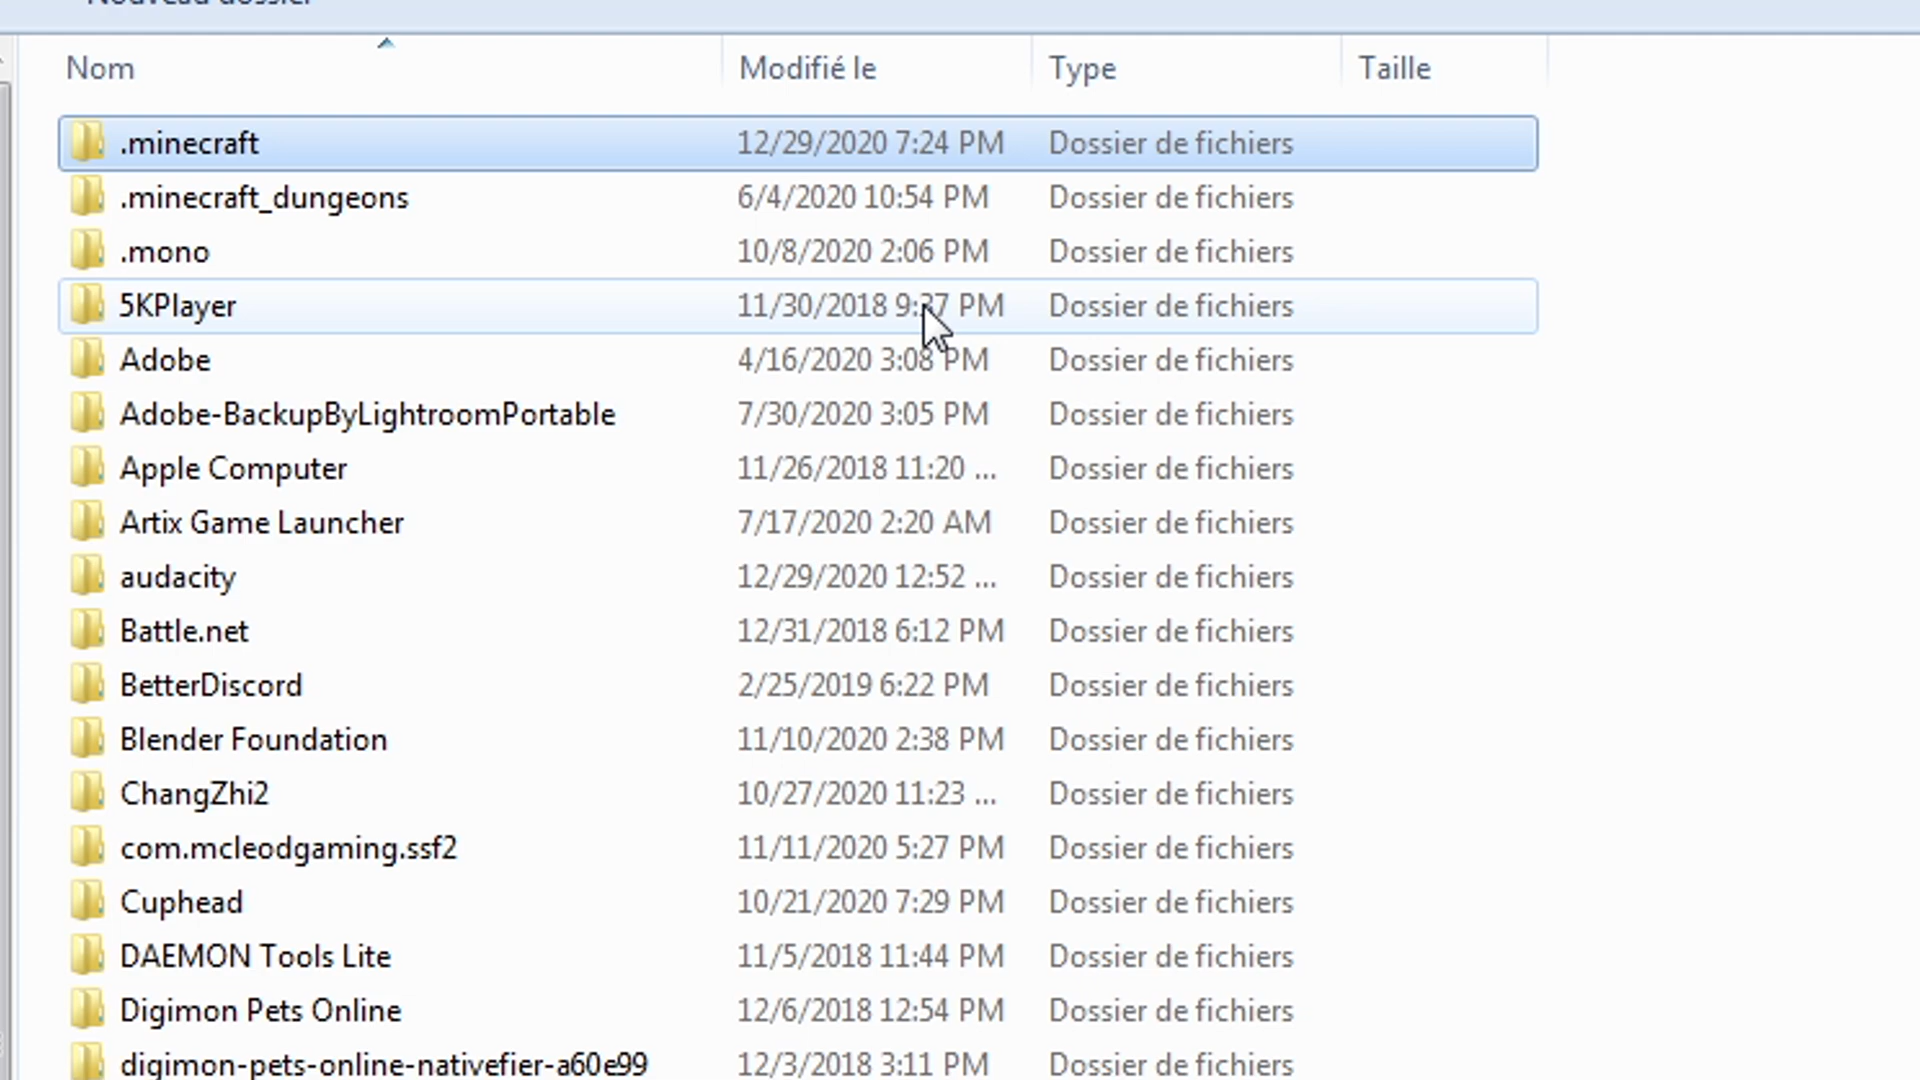 Nouveau dossier
Nom Modifié le Type Taille
.minecraft 12/29/2020 7:24 PM Dossier de fichiers
.minecraft_dungeons 6/4/2020 10:54 PM Dossier de fichiers
.mono 10/8/2020 2:06 PM Dossier de fichiers
5KPlayer 11/30/2018 PM Dossier de fichiers
Adobe 4/16/2020 3:08 PM Dossier de fichiers
Adobe-BackupByLightroomPortable 7/30/2020 3:05 PM Dossier de fichiers
Apple Computer 11/26/2018 11:20 ... Dossier de fichiers
Artix Game Launcher 7/17/2020 2:20 AM Dossier de fichiers
audacity 12/29/2020 12:52 ... Dossier de fichiers
Battle.net 12/31/2018 6:12 PM Dossier de fichiers
BetterDiscord 2/25/2019 6:22 PM Dossier de fichiers
Blender Foundation 11/10/2020 2:38 PM Dossier de fichiers
ChangZhi2 10/27/2020 11:23 ... Dossier de fichiers
com.mcleodgaming.ssf2 11/11/2020 5:27 PM Dossier de fichiers
Cuphead 10/21/2020 7:29 PM Dossier de fichiers
DAEMON Tools Lite 11/5/2018 11:44 PM Dossier de fichiers
Digimon Pets Online 12/6/2018 12:54 PM Dossier de fichiers
digimon-pets-online-nativefier-a60e99 12/3/2018 3:11 PM Dossier de fichiers